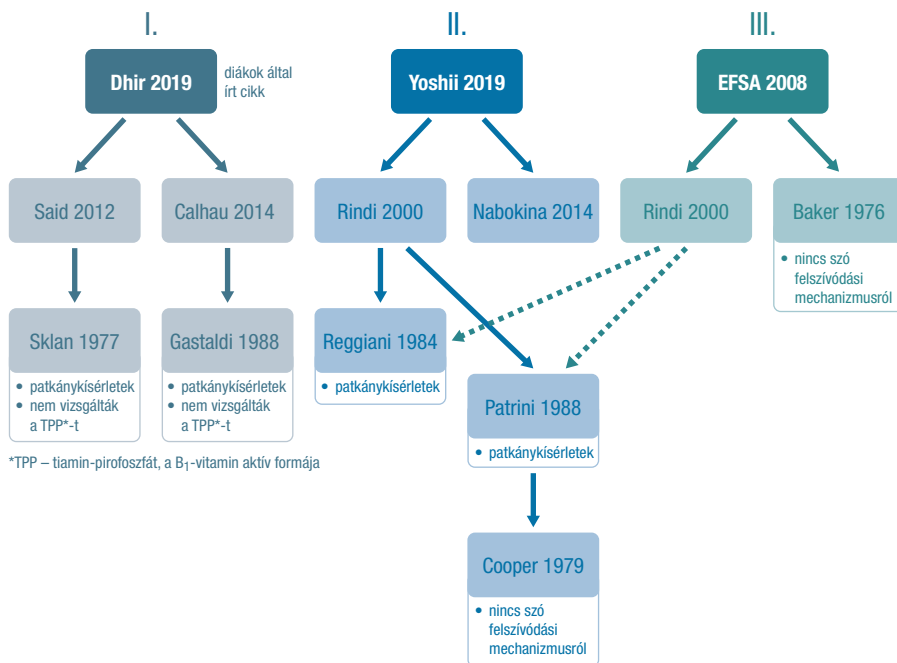 I.
II.
III.
Dhir 2019
diákok által
írt cikk
Yoshii 2019
EFSA 2008
Said 2012
Calhau 2014
Rindi 2000
Nabokina 2014
Rindi 2000
Baker 1976
• nincs szó
felszívódási
mechanizmusról
Sklan 1977
• patkánykísérletek
• nem vizsgálták
a TPP*-t
Gastaldi 1988
• patkánykísérletek
• nem vizsgálták
a TPP*-t
Reggiani 1984
• patkánykísérletek
Patrini 1988
• patkánykísérletek
*TPP – tiamin-pirofoszfát, a B₁-vitamin aktív formája
Cooper 1979
• nincs szó
felszívódási
mechanizmusról